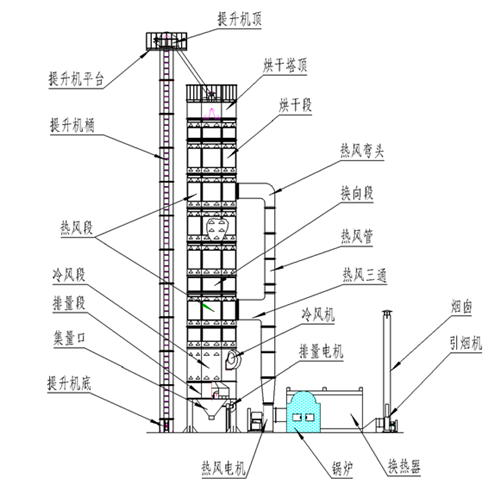 提升机顶
烘干塔顶
提升机平台
烘干段
提升机桶
热风弯头
换向段
热风段
热风管
冷风段
热风三通
排量段
冷风机
烟囱
集量口
排量电机
引烟机
提升机底
热风电机
锅炉
换热器